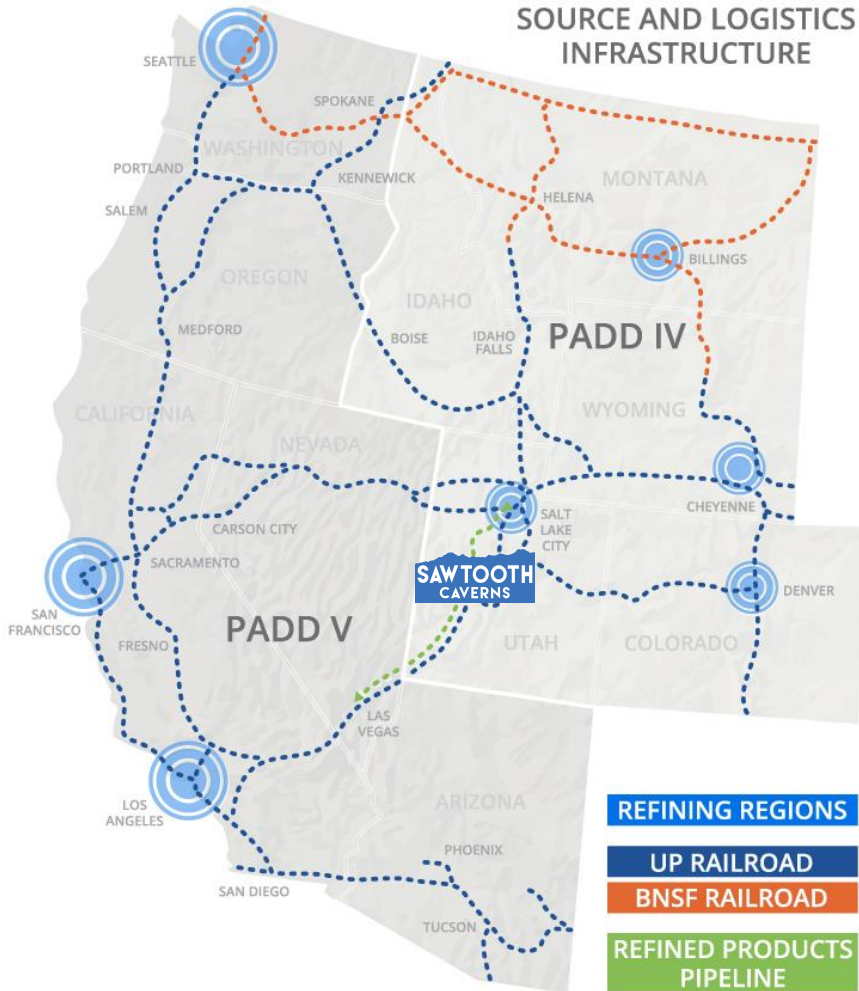 SOURCE AND LOGISTICS
INFRASTRUCTURE
SEATTLE
SPOKANE
WASHINGTON
PORTLAND
KENNEWICK
MONTANA
HELENA
SALEM
BILLINGS
OREGON
IDAHO
MEDFORD
BOISE
IDAHO
FALLS
PADD IV
CALIFORNIA
WYOMING
NEVADA
CHEYENNE
SALT
LAKE
CITY
CARSON CITY
SACRAMENTO
SAWTOOTH
CAVERNS
DENVER
SAN
FRANCISCO
FRESNO
PADD V
UTAH
COLORADO
LAS
VEGAS
LOS
ANGELES
ARIZONA
PHOENIX
SAN DIEGO
TUCSON
REFINING REGIONS
UP RAILROAD
BNSF RAILROAD
REFINED PRODUCTS
PIPELINE